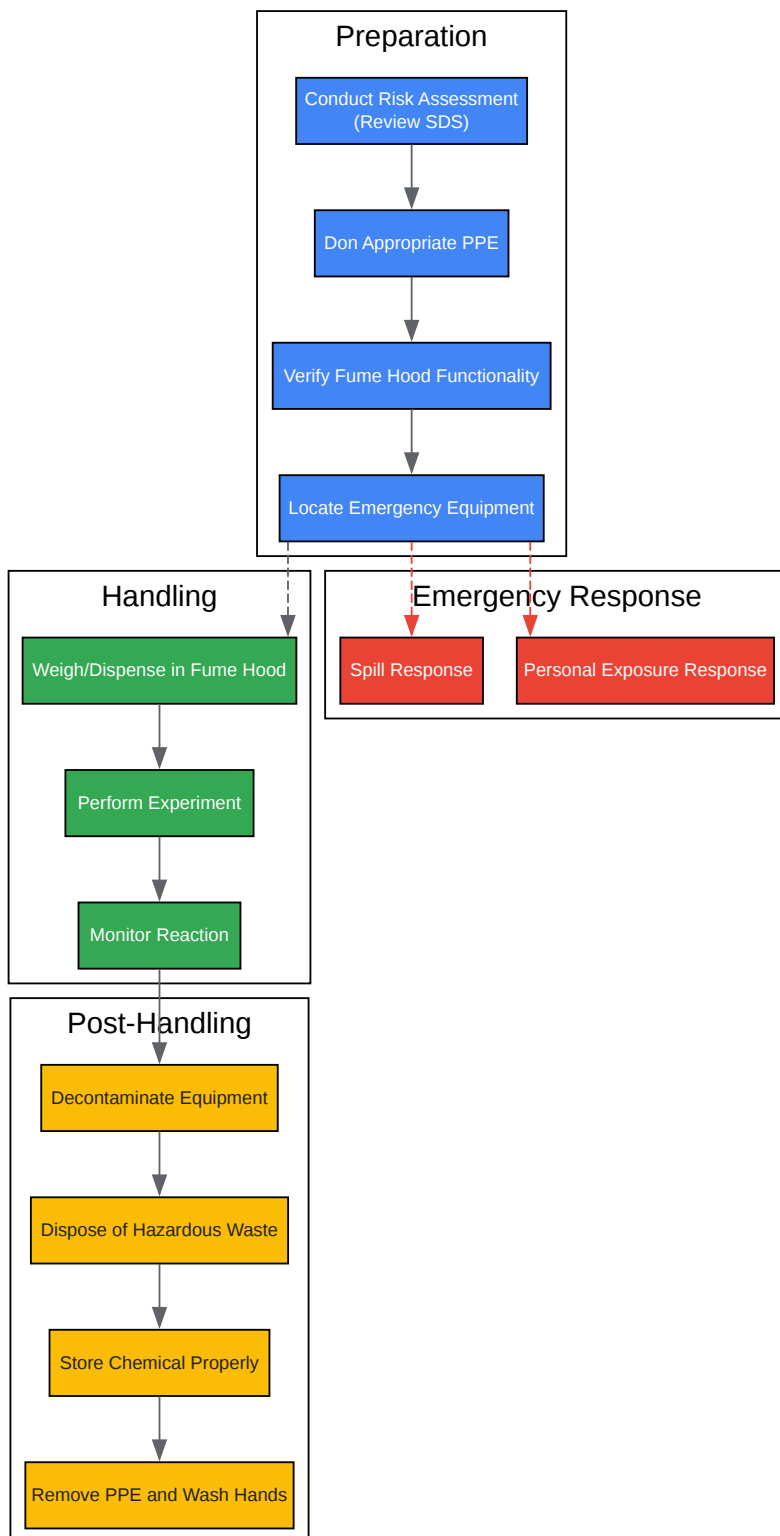 Preparation
Conduct Risk Assessment
(Review SDS)
Don Appropriate PPE
Verify Fume Hood Functionality
Locate Emergency Equipment
Handling
Weigh/Dispense in Fume Hood
Perform Experiment
Monitor Reaction
Emergency Response
Spill Response
Personal Exposure Response
Post-Handling
Decontaminate Equipment
Dispose of Hazardous Waste
Store Chemical Properly
Remove PPE and Wash Hands